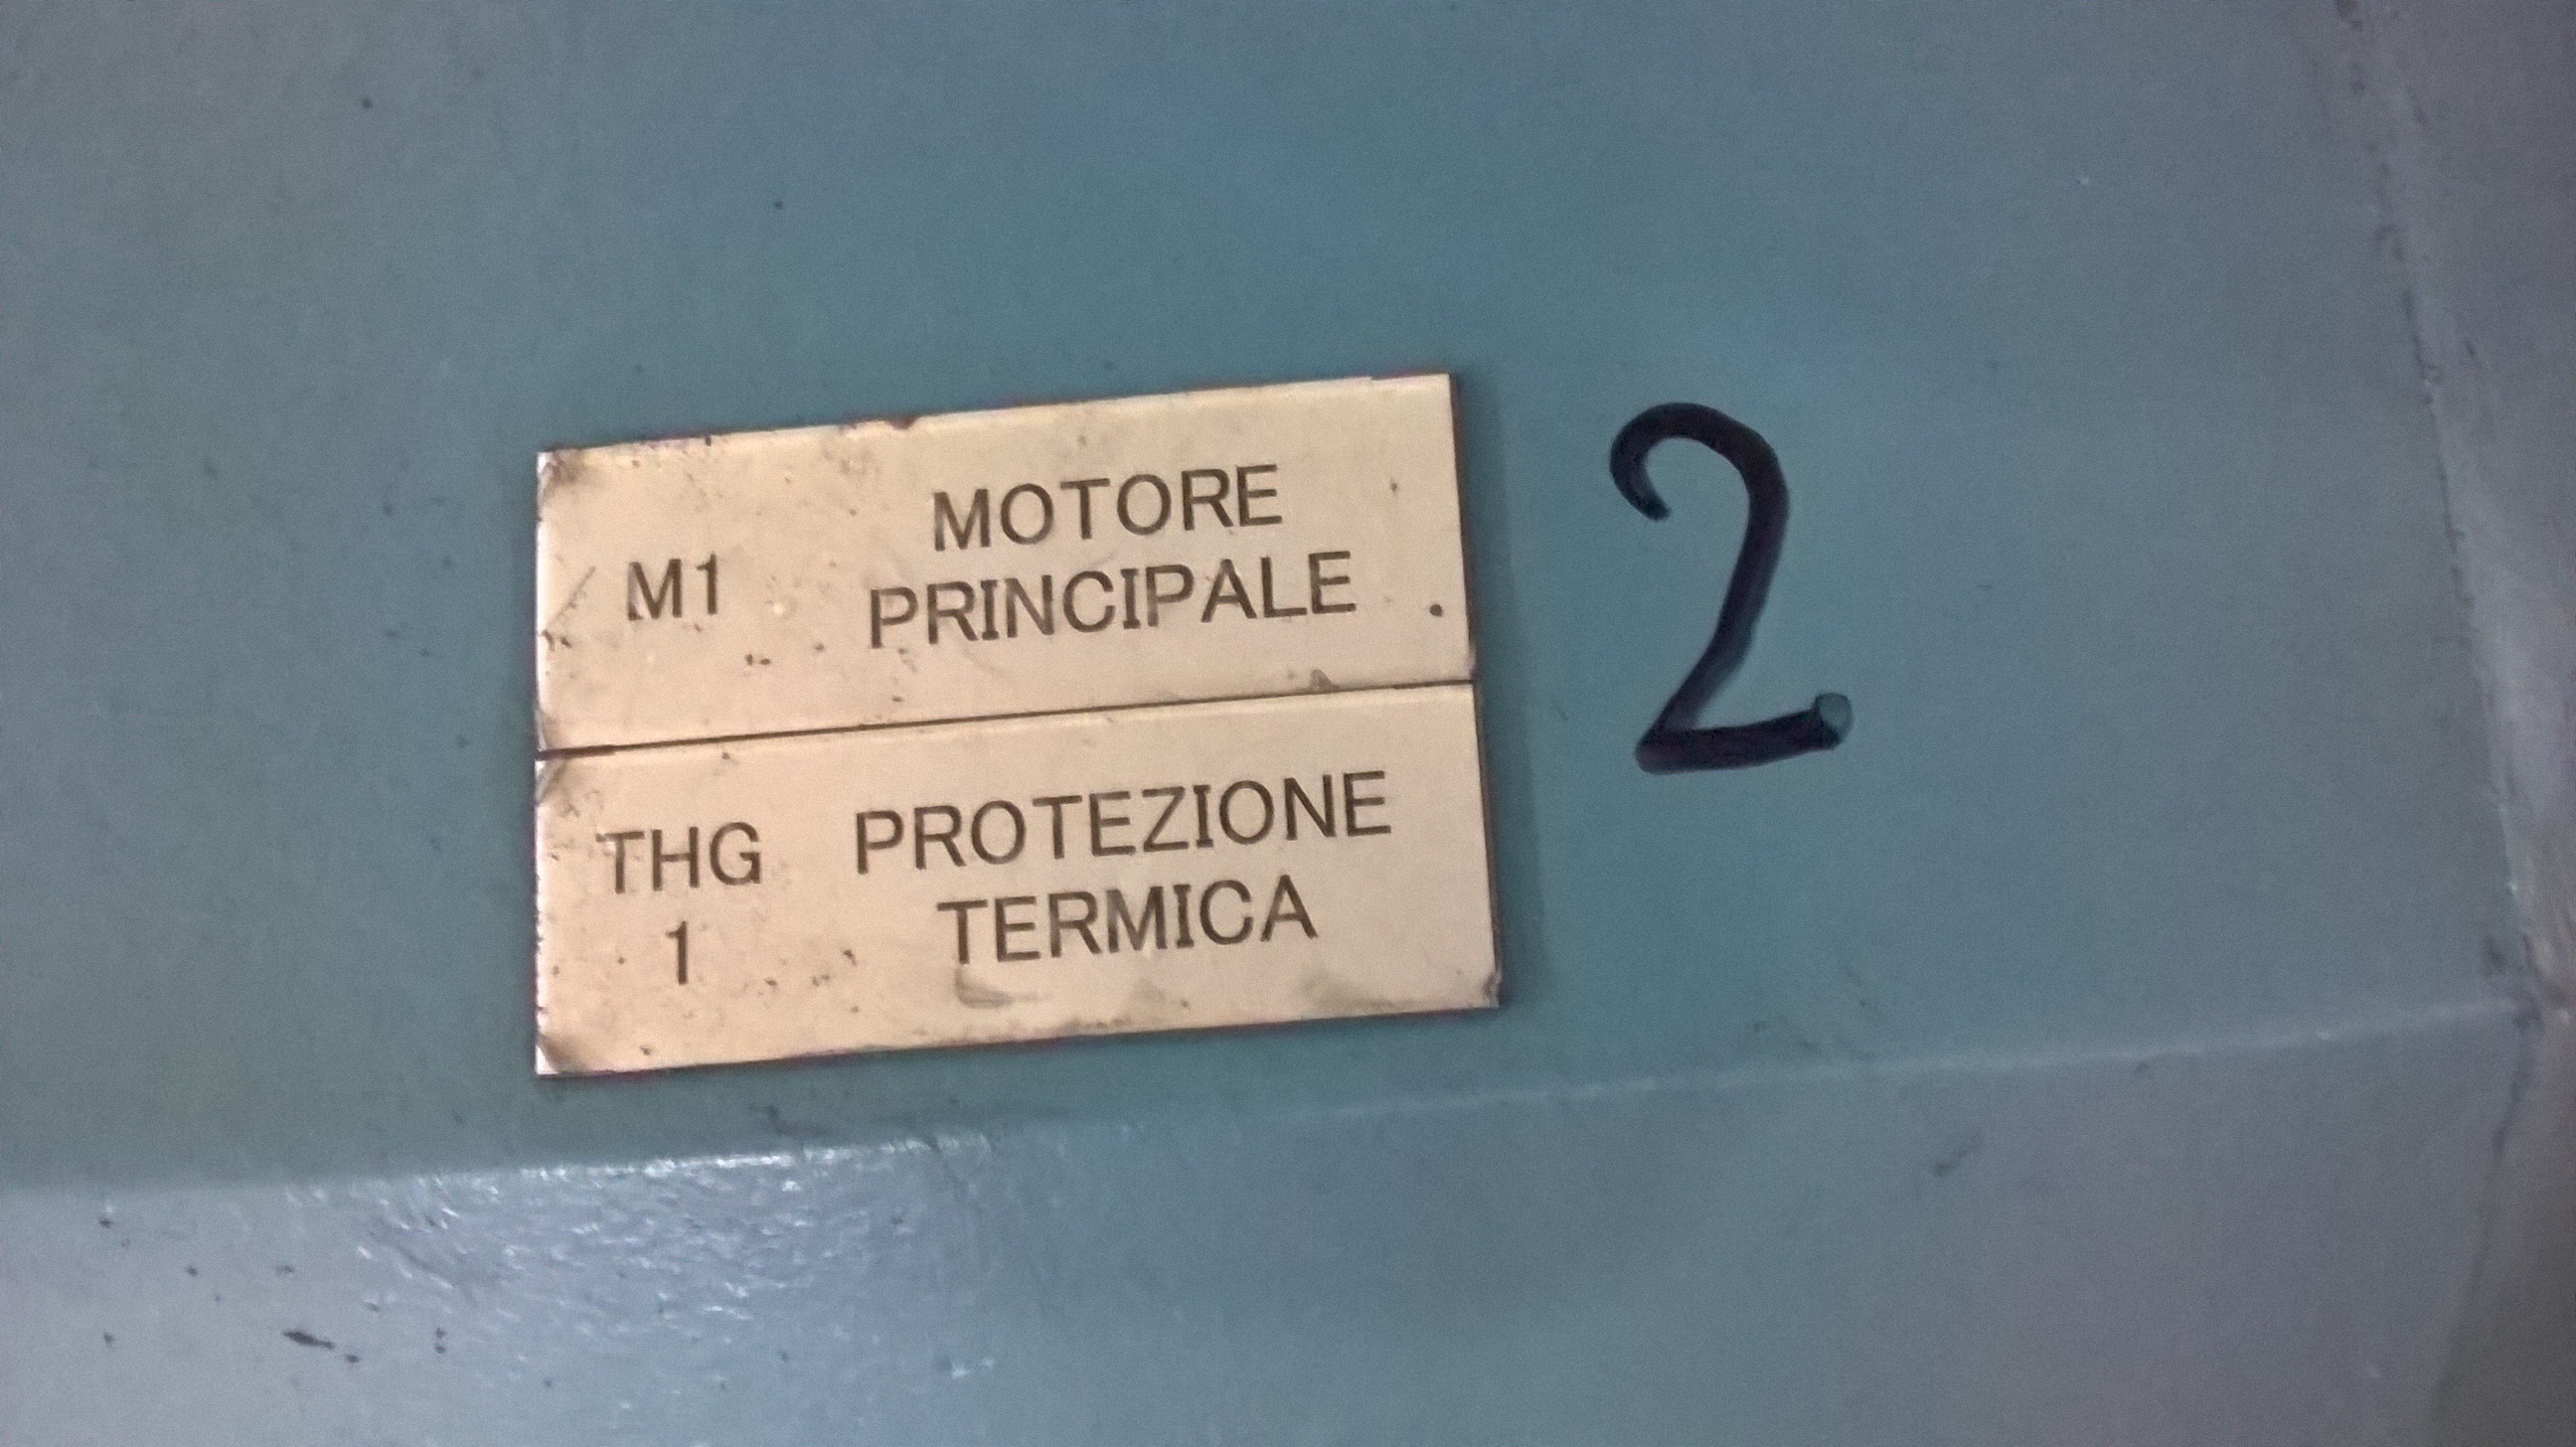 M1 MOTORE
PRINCIPALE
THG PROTEZIONE
1 TERMICA
2